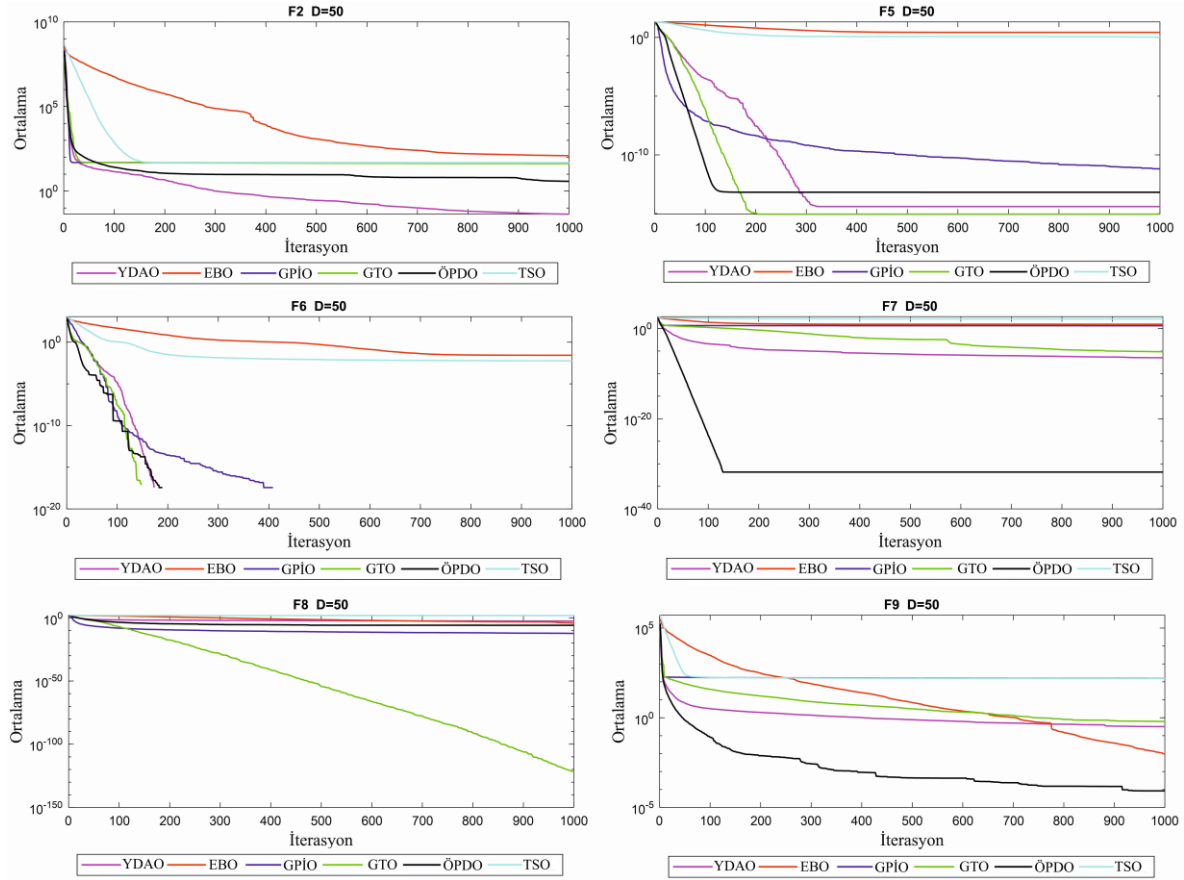 F2 D=50
10^10
10^5
10^0
Ortalama
0 100 200 300 400 500 600 700 800 900 1000
İterasyon
YDAO EBO GPİO GTO ÖPDO TSO
F5 D=50
10^0
10^-10
Ortalama
0 100 200 300 400 500 600 700 800 900 1000
İterasyon
YDAO EBO GPİO GTO ÖPDO TSO
F6 D=50
10^0
10^-10
10^-20
Ortalama
0 100 200 300 400 500 600 700 800 900 1000
İterasyon
YDAO EBO GPİO GTO ÖPDO TSO
F7 D=50
10^0
10^-20
10^-40
Ortalama
0 100 200 300 400 500 600 700 800 900 1000
İterasyon
YDAO EBO GPİO GTO ÖPDO TSO
F8 D=50
10^0
10^-50
10^-100
10^-150
Ortalama
0 100 200 300 400 500 600 700 800 900 1000
İterasyon
YDAO EBO GPİO GTO ÖPDO TSO
F9 D=50
10^5
10^0
10^-5
Ortalama
0 100 200 300 400 500 600 700 800 900 1000
İterasyon
YDAO EBO GPİO GTO ÖPDO TSO